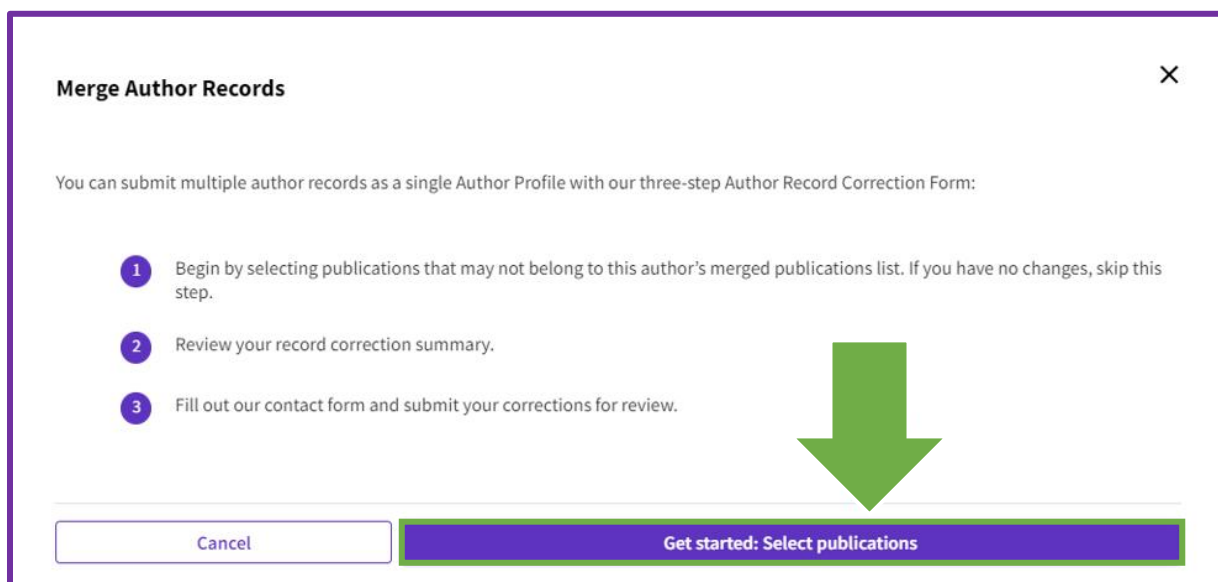 Merge Author Records
You can submit multiple author records as a single Author Profile with our three-step Author Record Correction Form:
1 Begin by selecting publications that may not belong to this author’s merged publications list. If you have no changes, skip this
step.
2 Review your record correction summary.
3 Fill out our contact form and submit your corrections for review.
Cancel Get started: Select publications